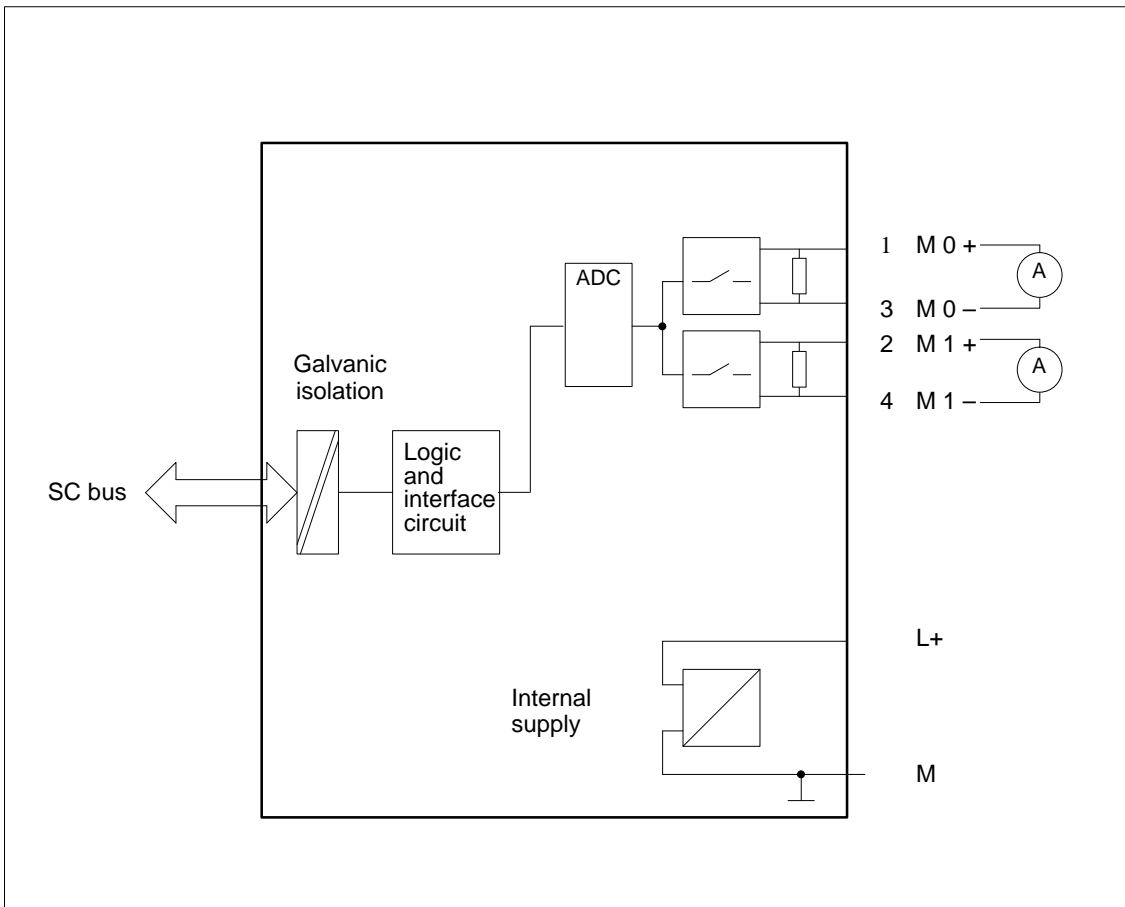 1 M 0 +
A
ADC
3 M 0 –
2 M 1 +
A
Galvanic
isolation
4 M 1 –
Logic
and
interface
circuit
SC bus
L+
Internal
supply
M